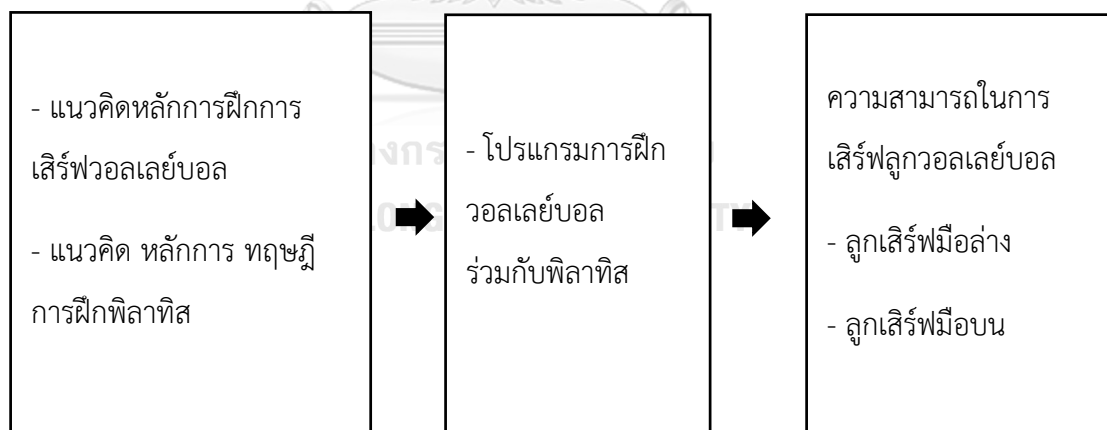 - แนวคิดหลักการฝึกการ
เสิร์ฟวอลเลย์บอล
- แนวคิด หลักการ ทฤษฎี
การฝึกพิลาทิส
- โปรแกรมการฝึก
วอลเลย์บอล
ร่วมกับพิลาทิส
ความสามารถในการ
เสิร์ฟลูกวอลเลย์บอล
- ลูกเสิร์ฟมือล่าง
- ลูกเสิร์ฟมือบน